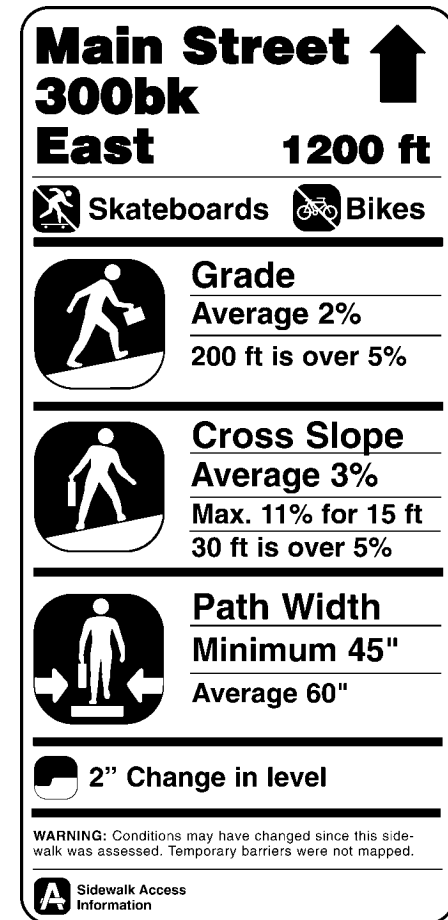 Main Street
300bk
East 1200 ft
Skateboards Bikes
Grade
Average 2%
200 ft is over 5%
Cross Slope
Average 3%
Max. 11% for 15 ft
30 ft is over 5%
Path Width
Minimum 45"
Average 60"
2” Change in level
WARNING: Conditions may have changed since this side-
walk was assessed. Temporary barriers were not mapped.
A Sidewalk Access
Information